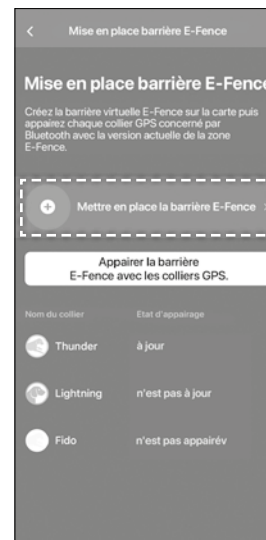 Mise en place barrière E-Fence
Mise en place barrière E-Fence
Créez la barrière virtuelle E-Fence sur la carte puis
appairez chaque collier GPS concerné par
Bluetooth avec la version actuelle de la zone
E-Fence.
Mettre en place la barrière E-Fence
Appairer la barrière
E-Fence avec les colliers GPS.
Nom du collier Etat d'appairage
Thunder à jour
Lightning n'est pas à jour
Fido n'est pas appairév